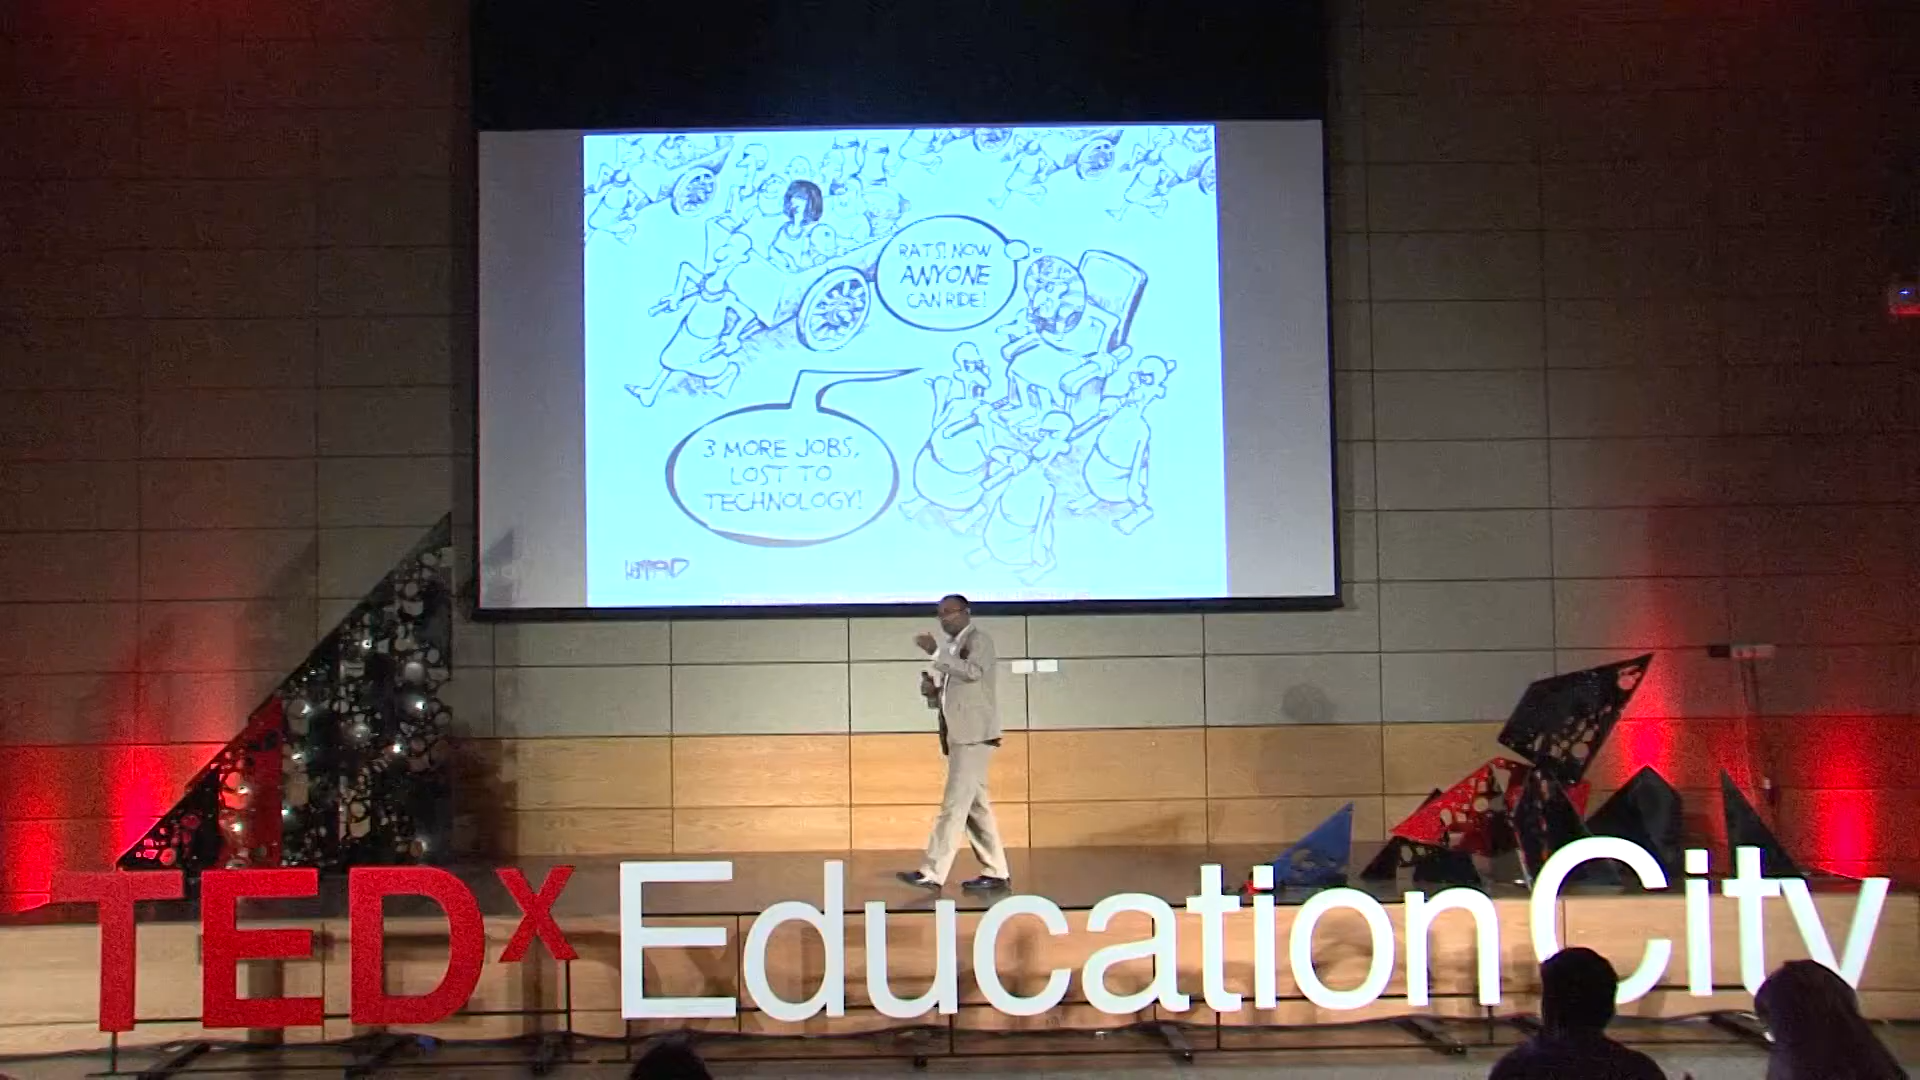 RATS! NOW
ANYONE
CAN RIDE!
3 MORE JOBS,
LOST TO
TECHNOLOGY!
TEDx EducationCity